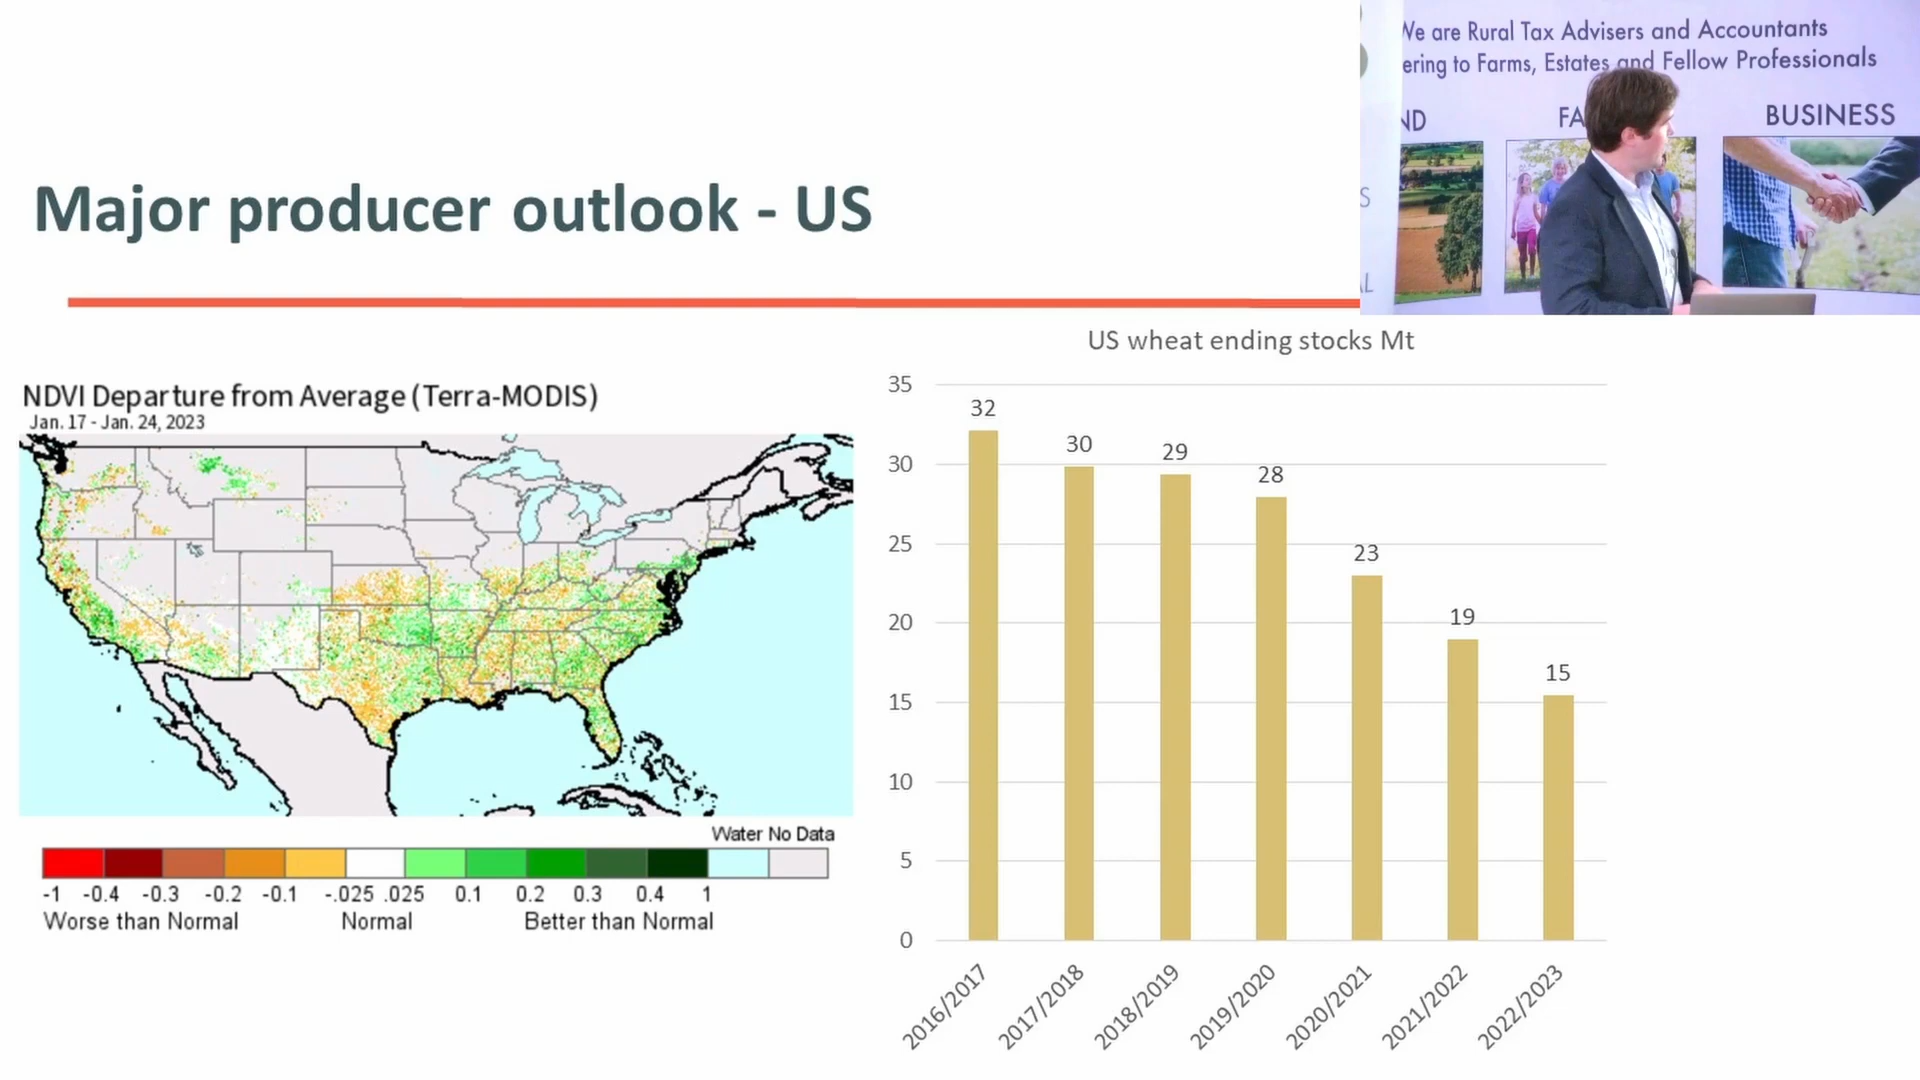 We are Rural Tax Advisers and Accountants
ering to Farms, Estates and Fellow Professionals
ND
FA
BUSINESS
S
AL
Major producer outlook - US
NDVI Departure from Average (Terra-MODIS)
Jan. 17 - Jan. 24, 2023
Water No Data
-1 -0.4 -0.3 -0.2 -0.1 -.025 .025 0.1 0.2 0.3 0.4 1
Worse than Normal Normal Better than Normal
US wheat ending stocks Mt
35
30
25
20
15
10
5
0
32
30
29
28
23
19
15
2016/2017
2017/2018
2018/2019
2019/2020
2020/2021
2021/2022
2022/2023